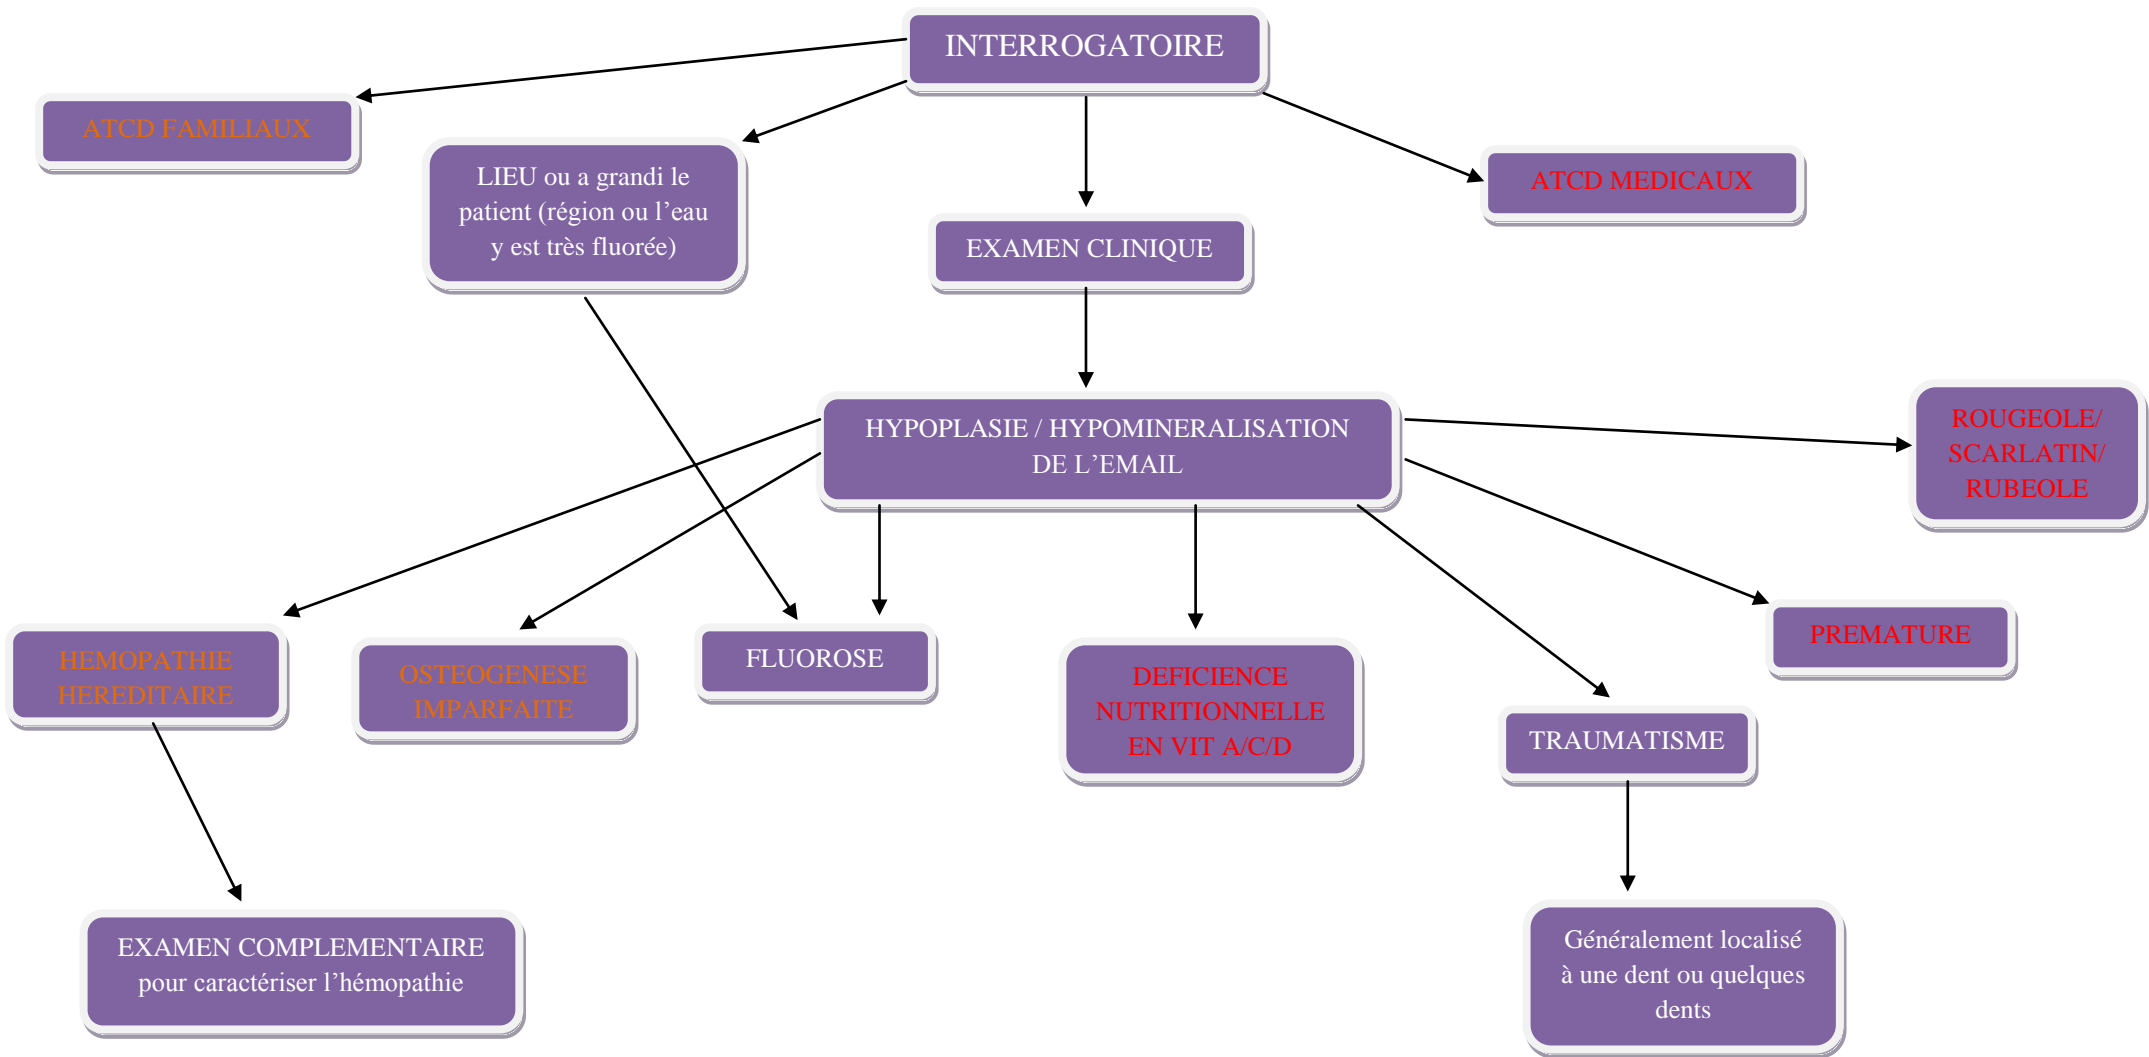 INTERROGATOIRE
ATCD FAMILIAUX
LIEU ou a grandi le
patient (région ou l’eau
y est très fluorée)
ATCD MEDICAUX
EXAMEN CLINIQUE
HYPOPLASIE / HYPOMINERALISATION
DE L’EMAIL
ROUGEOLE/
SCARLATIN/
RUBEOLE
HEMOPATHIE
HEREDITAIRE
OSTEOGENESE
IMPARFAITE
FLUOROSE
DEFICIENCE
NUTRITIONNELLE
EN VIT A/C/D
TRAUMATISME
PREMATURE
EXAMEN COMPLEMENTAIRE
pour caractériser l’hémopathie
Généralement localisé
à une dent ou quelques
dents